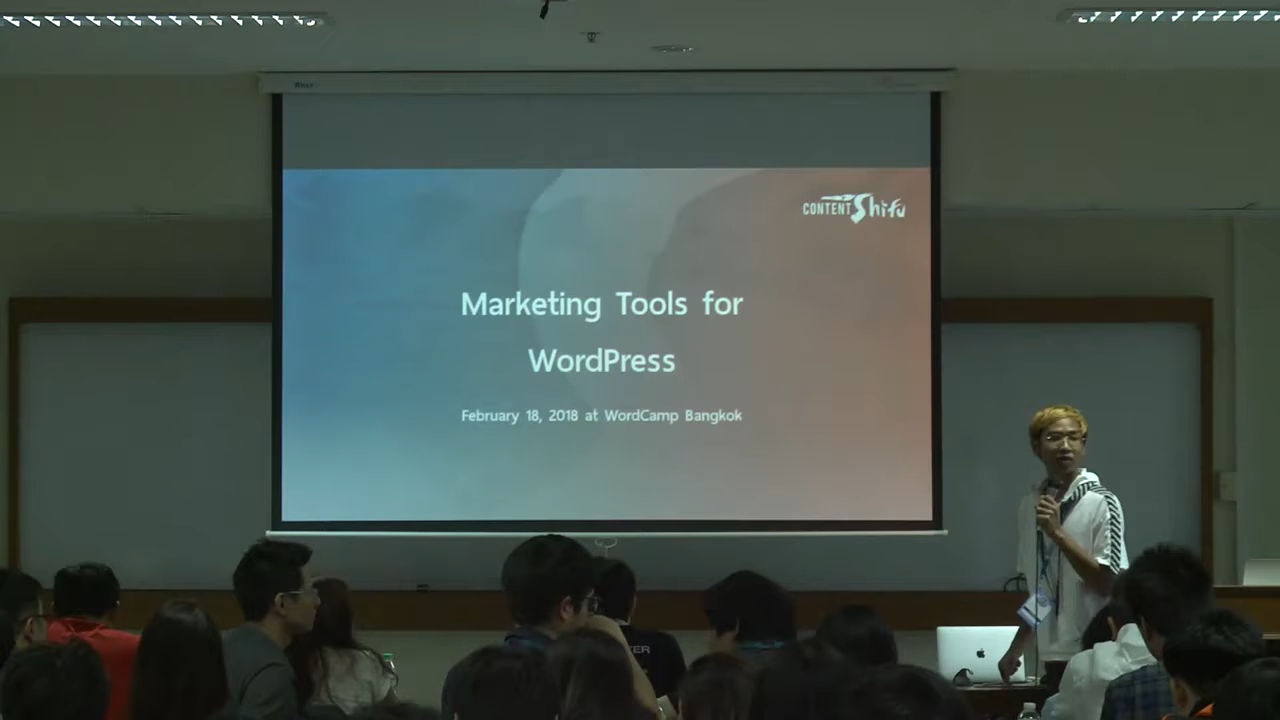 CONTENT Shifu
Marketing Tools for
WordPress
February 18, 2018 at WordCamp Bangkok